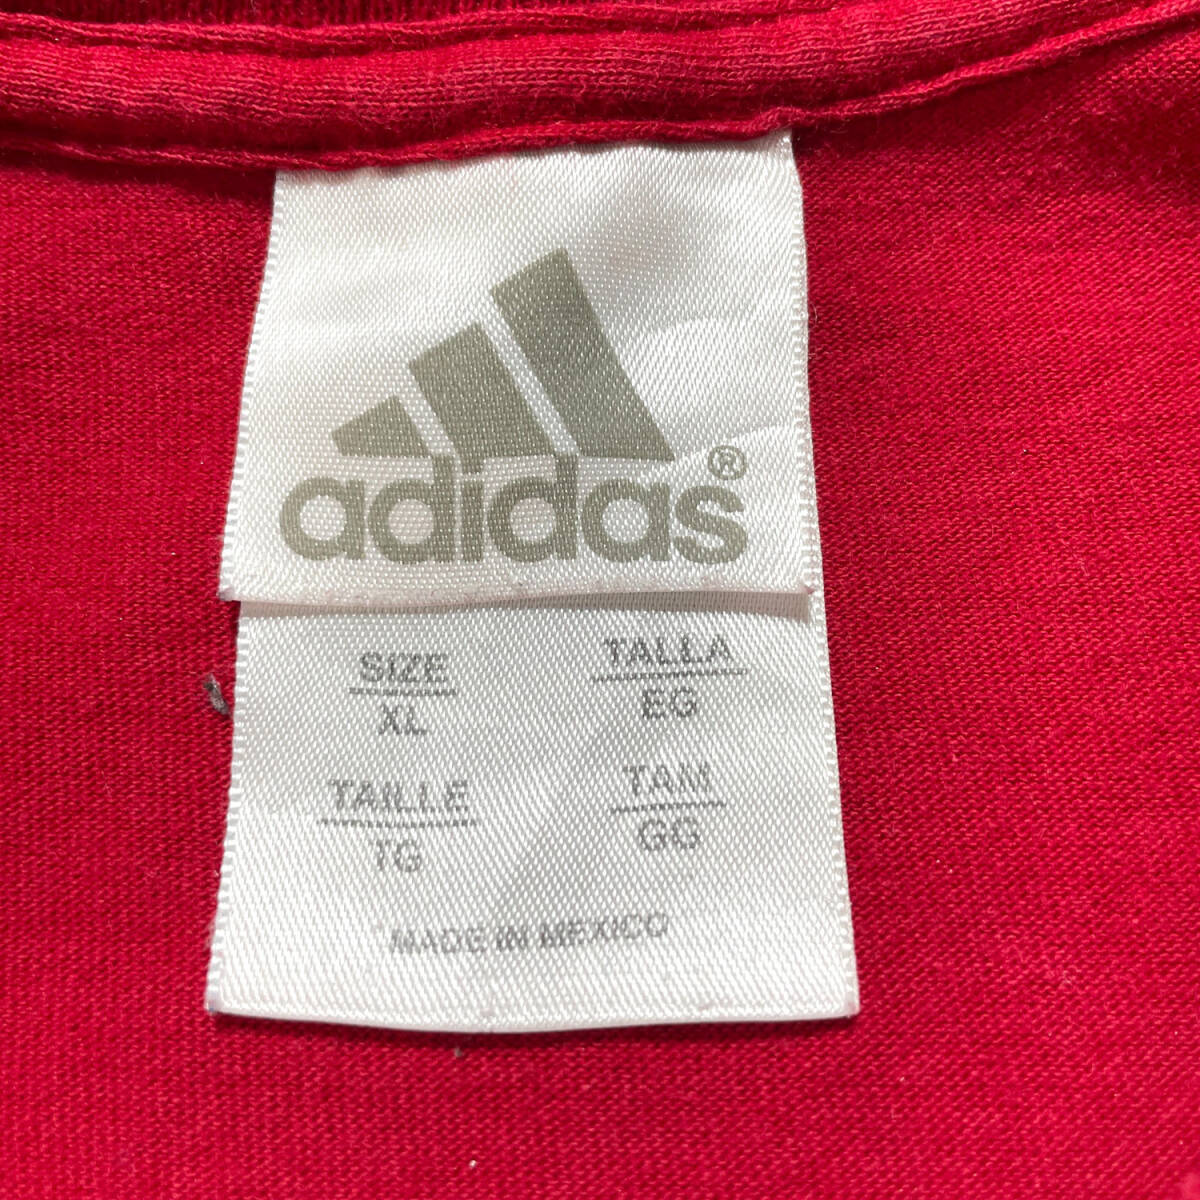 adidas®
SIZE TALLA
XL EG
TAILLE TAM
TG GG
MADE IN MEXICO